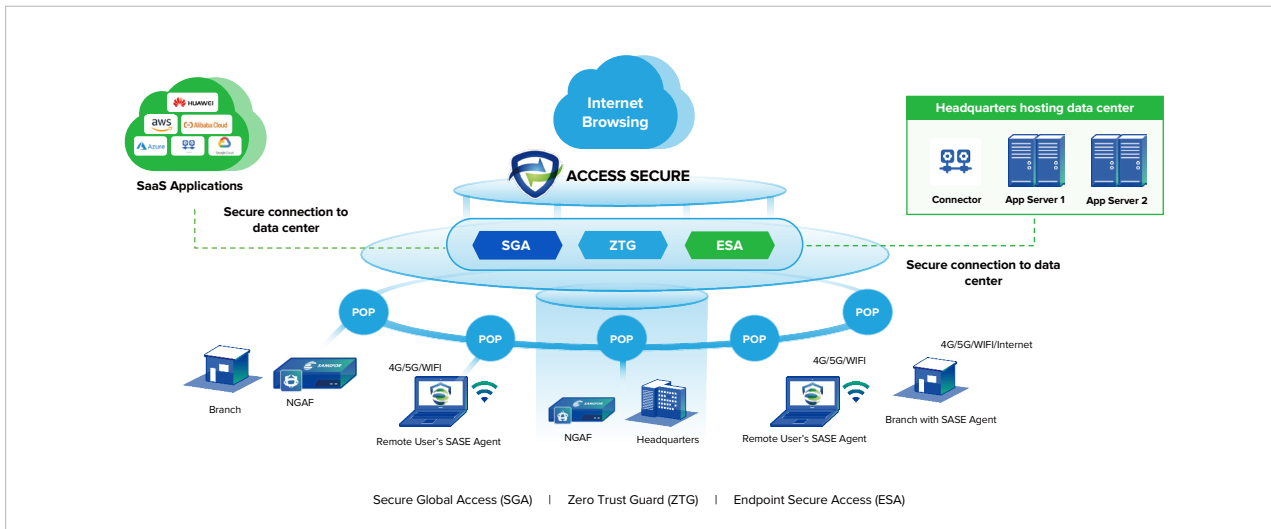 HUAWEI
aws
Alibaba Cloud
Azure
Google Cloud
SaaS Applications
Internet
Browsing
ACCESS SECURE
Headquarters hosting data center
Connector
App Server 1
App Server 2
Secure connection to
data center
SGA
ZTG
ESA
Secure connection to data
center
POP
POP
POP
POP
POP
Branch
SANGFOR
NGAF
4G/5G/WIFI
Remote User's SASE Agent
NGAF
Headquarters
4G/5G/WIFI
Remote User's SASE Agent
4G/5G/WIFI/Internet
Branch with SASE Agent
Secure Global Access (SGA) | Zero Trust Guard (ZTG) | Endpoint Secure Access (ESA)